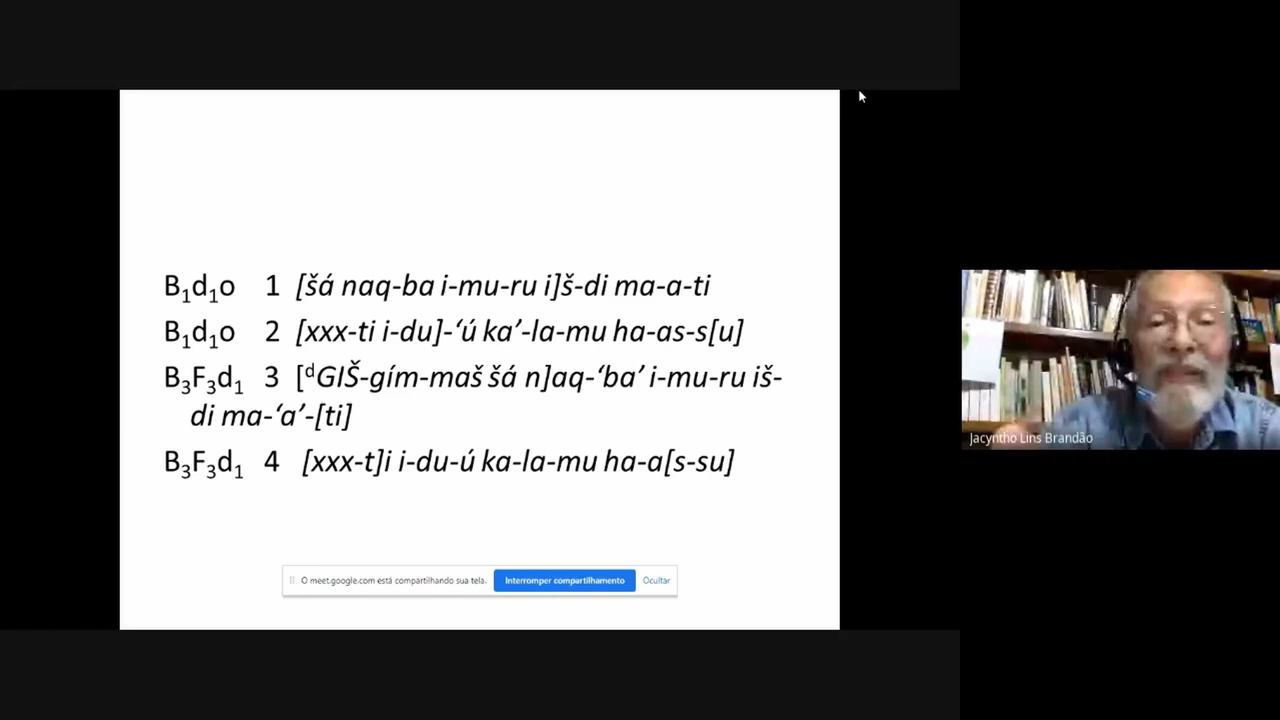 B₁d₁o 1 [šá naq-ba i-mu-ru i]š-di ma-a-ti
B₁d₁o 2 [xxx-ti i-du]-‘ú ka’-la-mu ha-as-s[u]
B₃F₃d₁ 3 [ᵈGIŠ-gím-maš šá n]aq-‘ba’ i-mu-ru iš-
di ma-‘a’-[ti]
B₃F₃d₁ 4 [xxx-t]i i-du-ú ka-la-mu ha-a[s-su]
Jacyntho Lins Brandão
O meet.google.com está compartilhando sua tela. Interromper compartilhamento Ocultar